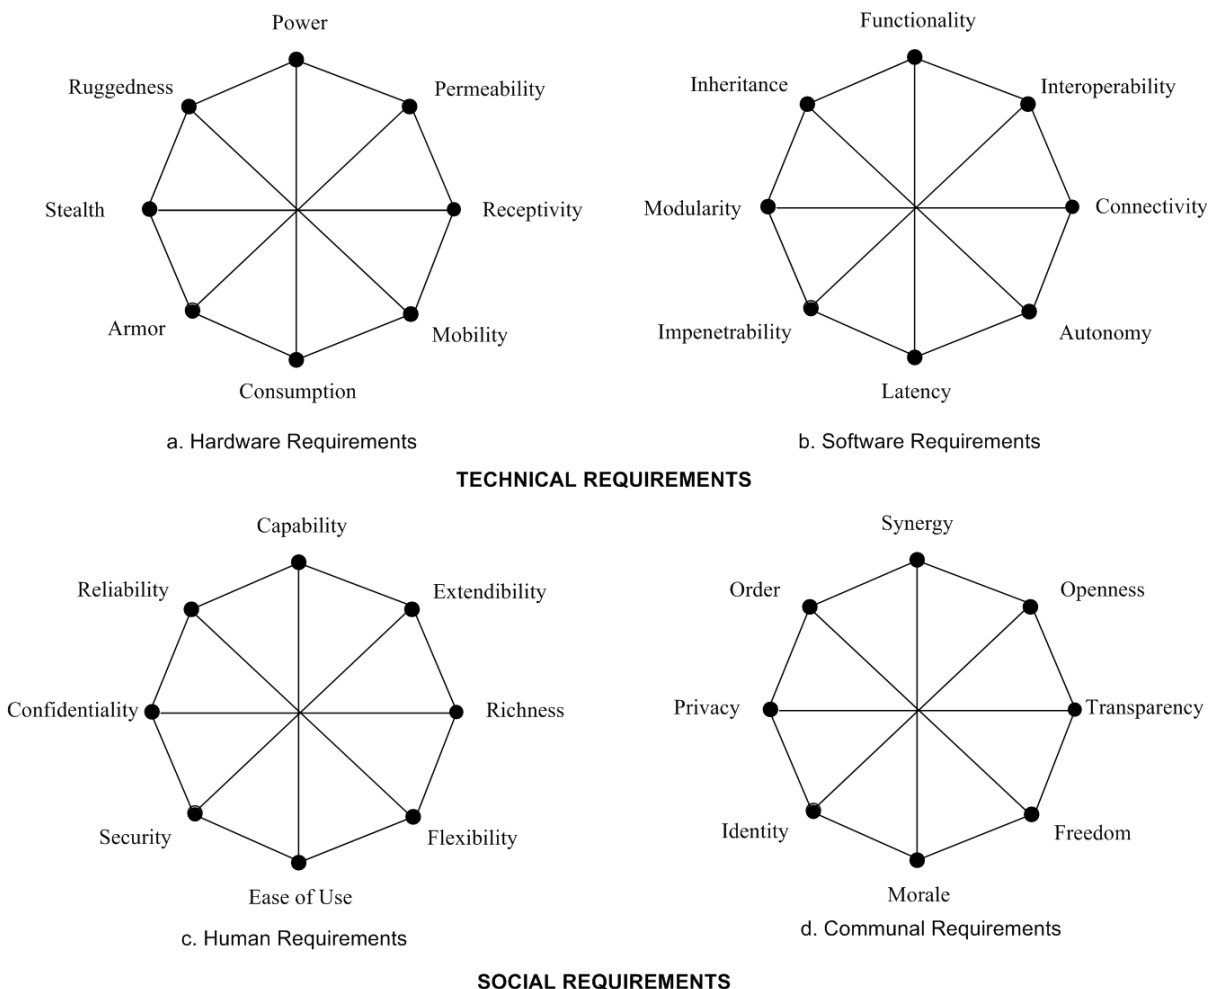 Power
Ruggedness
Permeability
Stealth
Receptivity
Armor
Mobility
Consumption
a. Hardware Requirements
Functionality
Inheritance
Interoperability
Modularity
Connectivity
Impenetrability
Autonomy
Latency
b. Software Requirements
TECHNICAL REQUIREMENTS
Capability
Reliability
Extendibility
Confidentiality
Richness
Security
Flexibility
Ease of Use
c. Human Requirements
Synergy
Order
Openness
Privacy
Transparency
Identity
Freedom
Morale
d. Communal Requirements
SOCIAL REQUIREMENTS